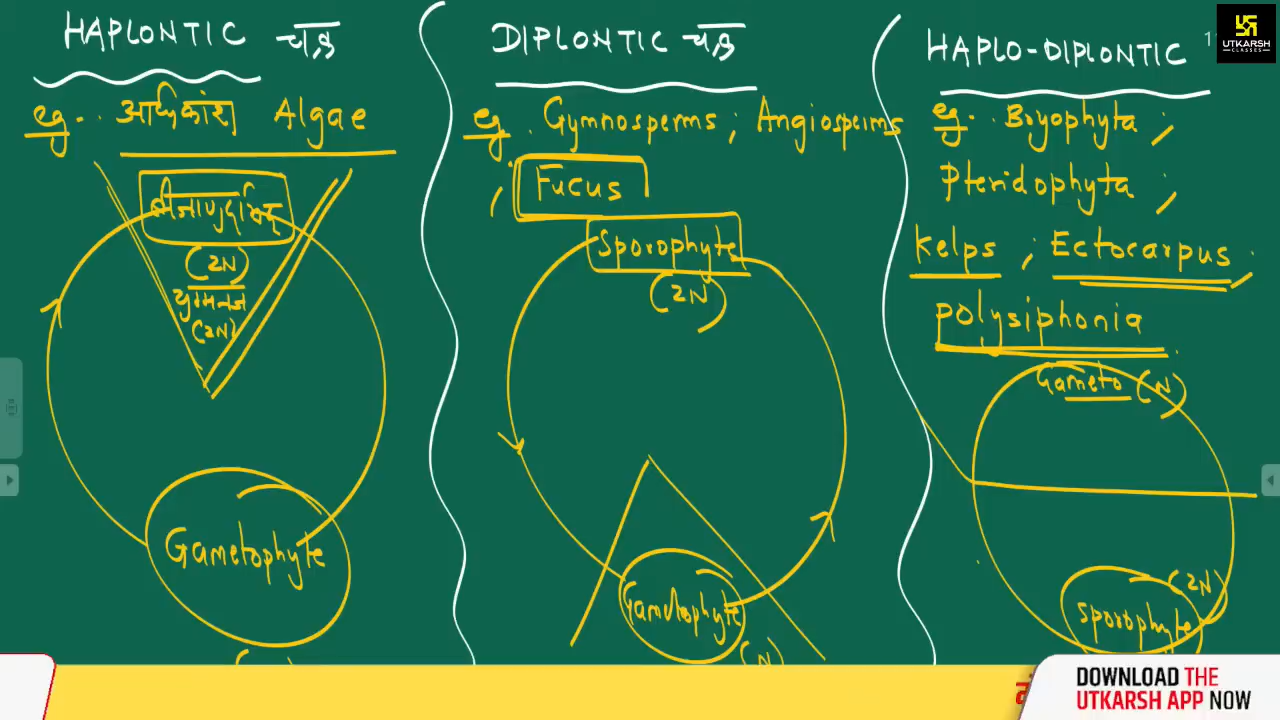 HAPLONTIC चक्र
eg. अधिकांश Algae
(2N)
युग्मनज
(2N)
Gametophyte
DIPLONTIC चक्र
eg. Gymnosperms ; Angiosperms
; Fucus
Sporophyte
(2N)
Gametophyte
(N)
HAPLO-DIPLONTIC
eg. Bryophyta ;
Pteridophyta ;
Kelps ; Ectocarpus ;
polysiphonia
Gameto (N)
(2N)
Sporophyte
UTKARSH
CLASSES
DOWNLOAD THE
UTKARSH APP NOW